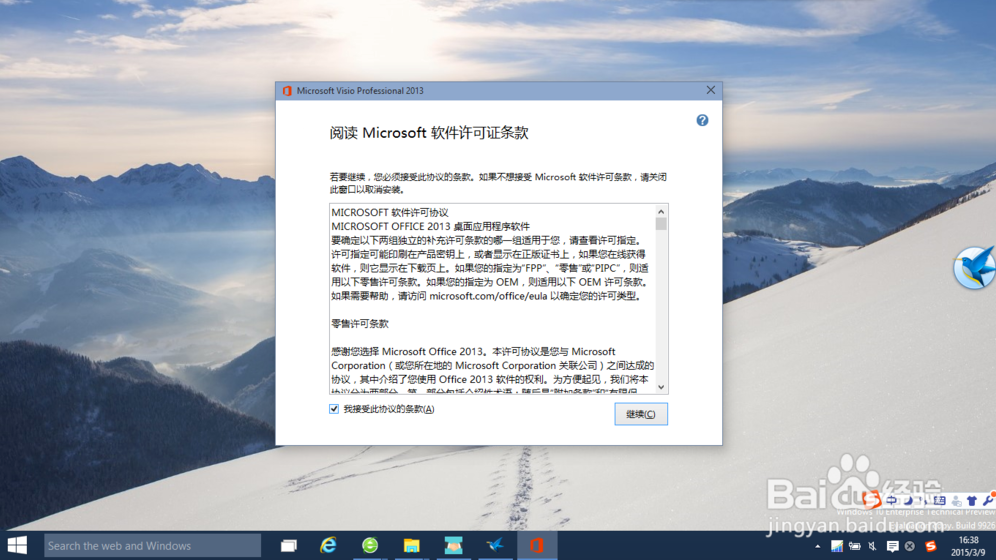 Microsoft Visio Professional 2013
阅读 Microsoft 软件许可证条款
若要继续，您必须接受此协议的条款。如果不想接受 Microsoft 软件许可条款，请关闭
此窗口以取消安装。
MICROSOFT 软件许可协议
MICROSOFT OFFICE 2013 桌面应用程序软件
要确定以下两组独立的补充许可条款的哪一组适用于您，请查看许可指定。
许可指定可能印刷在产品密钥上，或者显示在正版证书上，如果您在线获得
软件，则它显示在下载页上。如果您的指定为“FPP”、“零售”或“PIPC”，则适
用以下零售许可条款。如果您的指定为 OEM，则适用以下 OEM 许可条款。
如果需要帮助，请访问 microsoft.com/office/eula 以确定您的许可类型。
零售许可条款
感谢您选择 Microsoft Office 2013。本许可协议是您与 Microsoft
Corporation（或您所在地的 Microsoft Corporation 关联公司）之间达成的
协议，其中介绍了您使用 Office 2013 软件的权利。为方便起见，我们将本
我接受此协议的条款(A)
继续(C)
Baidu经验
中
Windows 10 Enterprise Technical Preview
Evaluation copy. Build 9926
jingyan.baidu.com
Search the web and Windows
16:38
2015/3/9